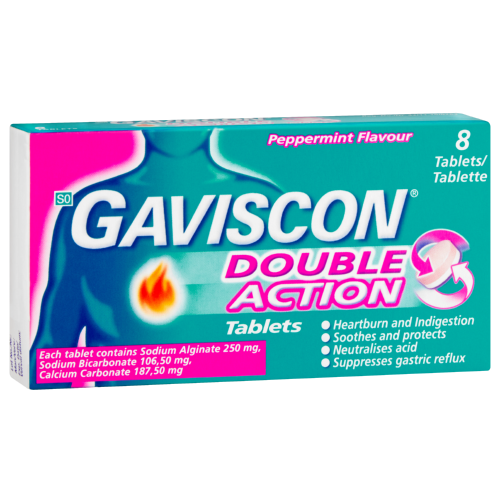 Peppermint Flavour
8
Tablets/
Tablette
S0
GAVISCON®
DOUBLE
ACTION
Tablets
Heartburn and Indigestion
Soothes and protects
Neutralises acid
Suppresses gastric reflux
Each tablet contains Sodium Alginate 250 mg,
Sodium Bicarbonate 106,50 mg,
Calcium Carbonate 187,50 mg